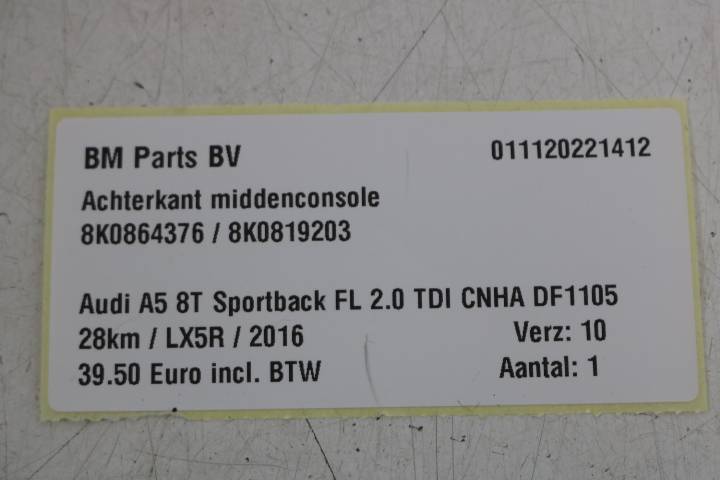 BM Parts BV 011120221412
Achterkant middenconsole
8K0864376 / 8K0819203
Audi A5 8T Sportback FL 2.0 TDI CNHA DF1105
28km / LX5R / 2016 Verz: 10
39.50 Euro incl. BTW Aantal: 1